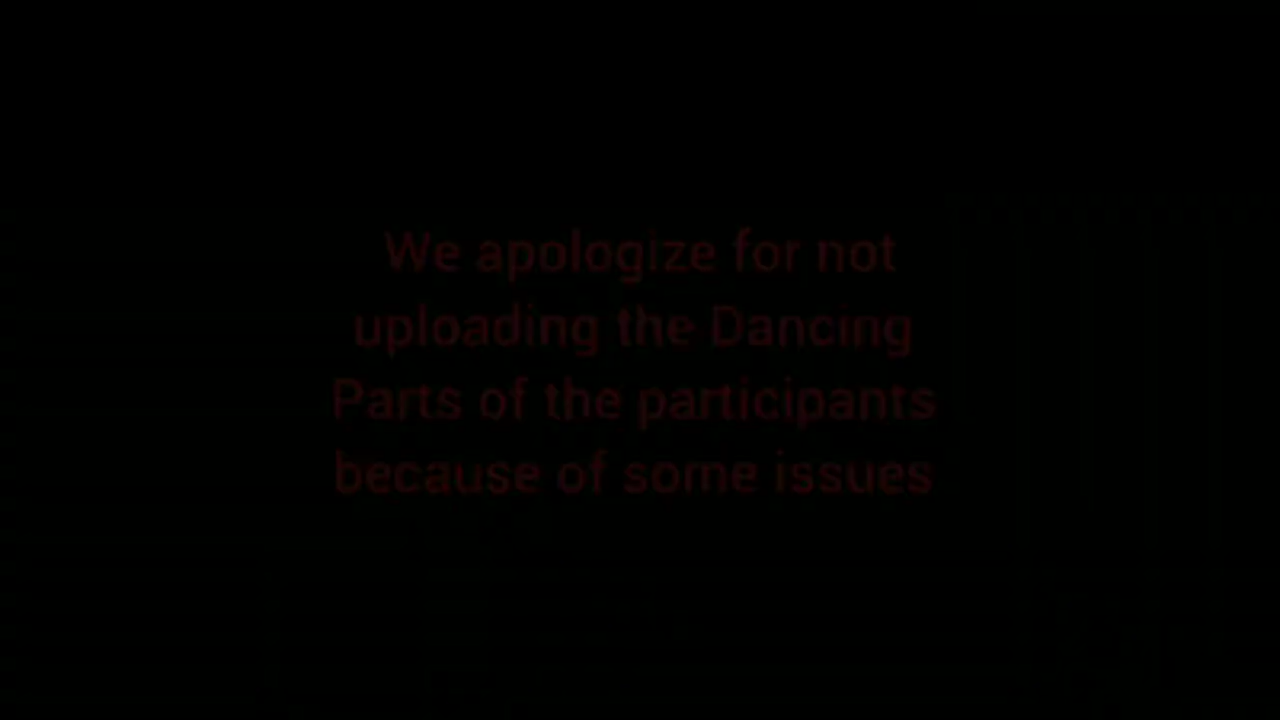 We apologize for not
uploading the Dancing
Parts of the participants
because of some issues